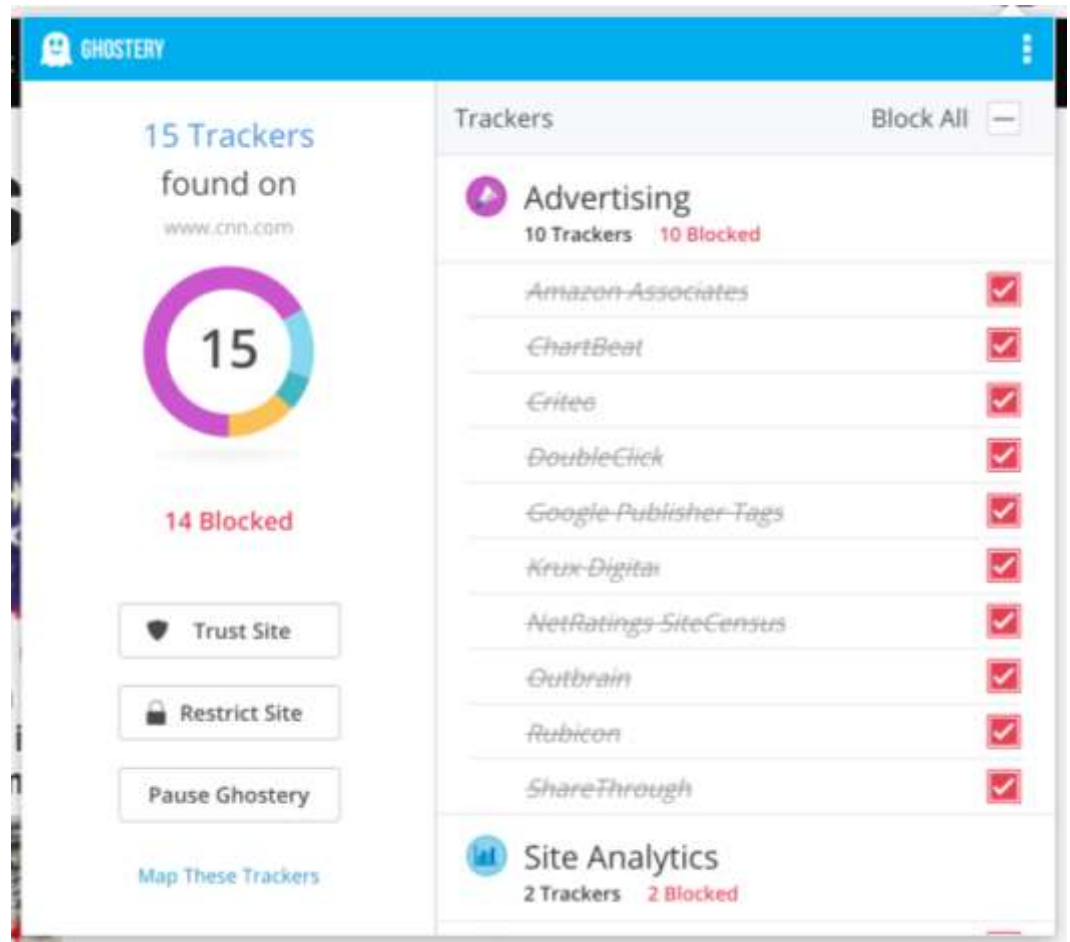 GHOSTERY
15 Trackers
found on
www.cnn.com
15
14 Blocked
Trust Site
Restrict Site
Pause Ghostery
Map These Trackers
Trackers Block All
Advertising
10 Trackers 10 Blocked
Amazon Associates
ChartBeat
Criteo
DoubleClick
Google Publisher Tags
Krux Digital
NetRatings SiteCensus
Outbrain
Rubicon
ShareThrough
Site Analytics
2 Trackers 2 Blocked